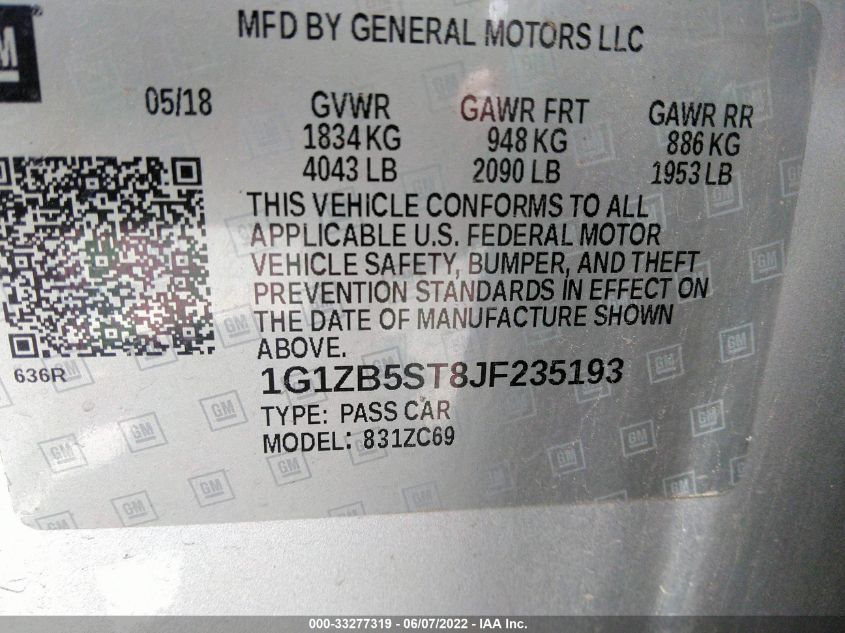 MFD BY GENERAL MOTORS LLC
GM
05/18 GVWR GAWR FRT GAWR RR
1834 KG 948 KG 886 KG
4043 LB 2090 LB 1953 LB
THIS VEHICLE CONFORMS TO ALL
APPLICABLE U.S. FEDERAL MOTOR
VEHICLE SAFETY, BUMPER, AND THEFT
PREVENTION STANDARDS IN EFFECT ON
THE DATE OF MANUFACTURE SHOWN
ABOVE.
636R
1G1ZB5ST8JF235193
TYPE: PASS CAR
MODEL: 831ZC69
000-33277319 - 06/07/2022 - IAA Inc.